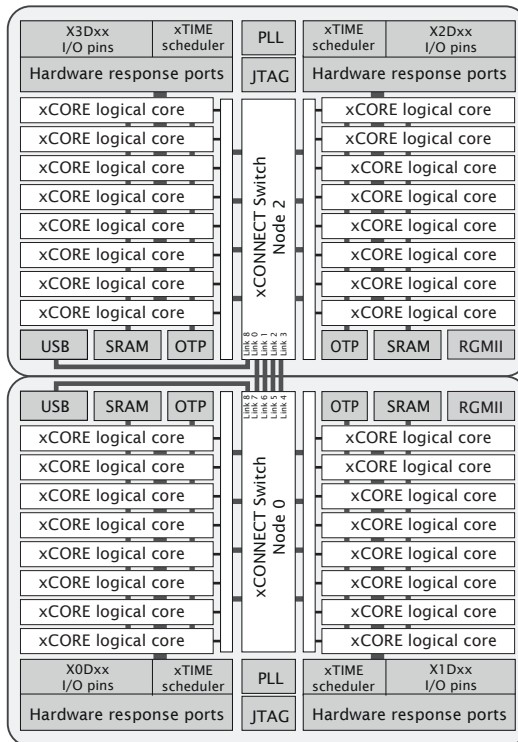 X3Dxx
I/O pins
xTIME
scheduler
PLL
xTIME
scheduler
X2Dxx
I/O pins
Hardware response ports
JTAG
Hardware response ports
xCORE logical core
xCORE logical core
xCORE logical core
xCORE logical core
xCORE logical core
xCORE logical core
xCORE logical core
xCORE logical core
xCONNECT Switch
Node 2
xCORE logical core
xCORE logical core
xCORE logical core
xCORE logical core
xCORE logical core
xCORE logical core
xCORE logical core
xCORE logical core
USB
SRAM
OTP
Link 8
Link 0
Link 1
Link 2
Link 3
OTP
SRAM
RGMII
USB
SRAM
OTP
Link 8
Link 7
Link 6
Link 5
Link 4
OTP
SRAM
RGMII
xCORE logical core
xCORE logical core
xCORE logical core
xCORE logical core
xCORE logical core
xCORE logical core
xCORE logical core
xCORE logical core
xCONNECT Switch
Node 0
xCORE logical core
xCORE logical core
xCORE logical core
xCORE logical core
xCORE logical core
xCORE logical core
xCORE logical core
xCORE logical core
X0Dxx
I/O pins
xTIME
scheduler
PLL
xTIME
scheduler
X1Dxx
I/O pins
Hardware response ports
JTAG
Hardware response ports